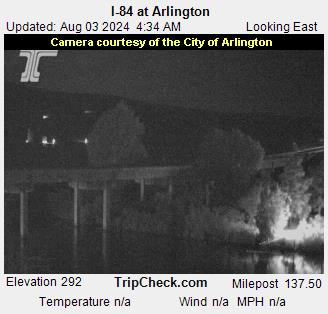 I-84 at Arlington
Updated: Aug 03 2024 4:34 AM Looking East
Camera courtesy of the City of Arlington
Elevation 292 TripCheck.com Milepost 137.50
Temperature n/a Wind n/a MPH n/a